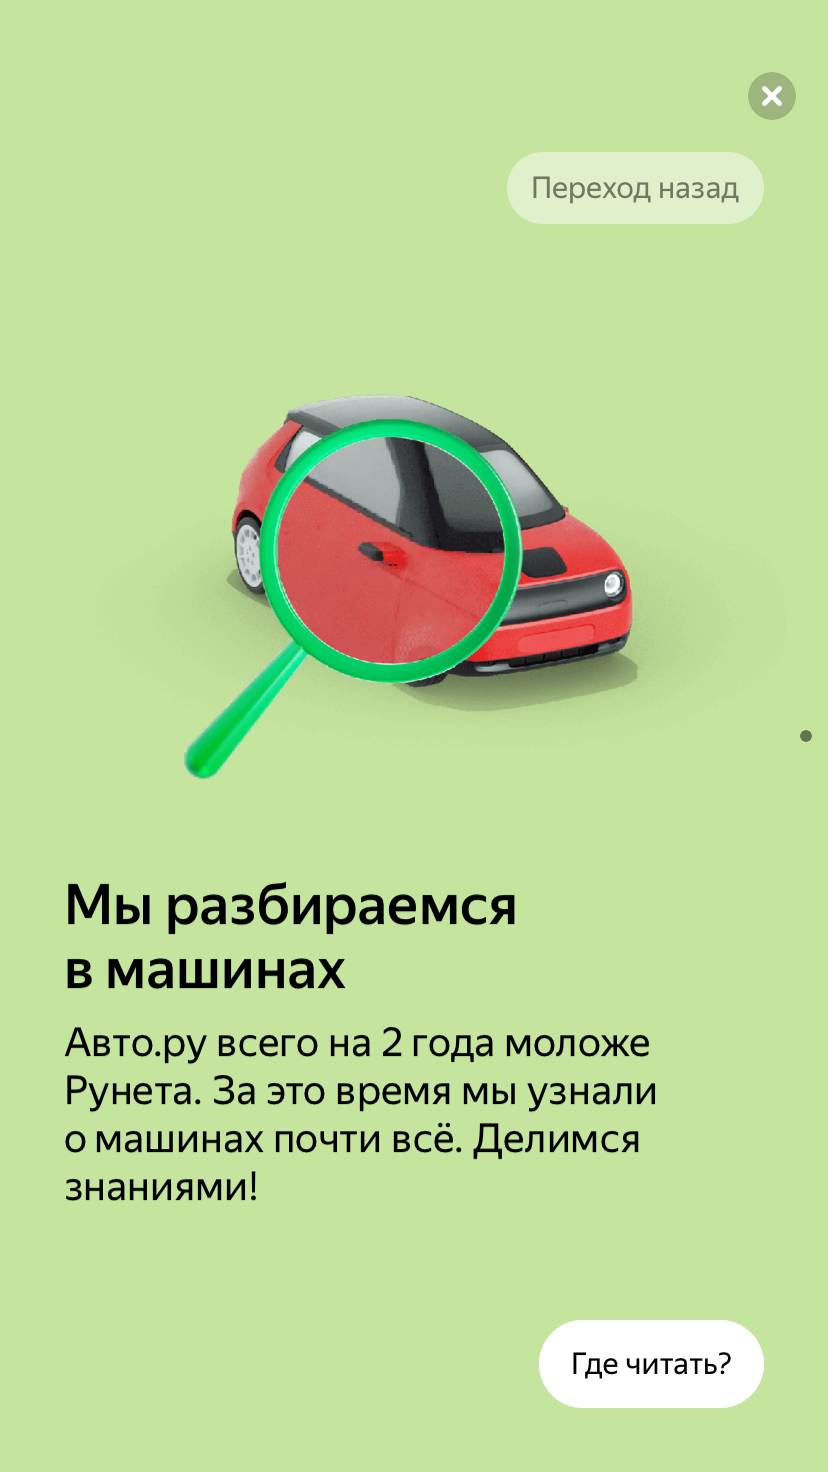 Переход назад
Мы разбираемся
в машинах
Авто.ру всего на 2 года моложе
Рунета. За это время мы узнали
о машинах почти всё. Делимся
знаниями!
Где читать?